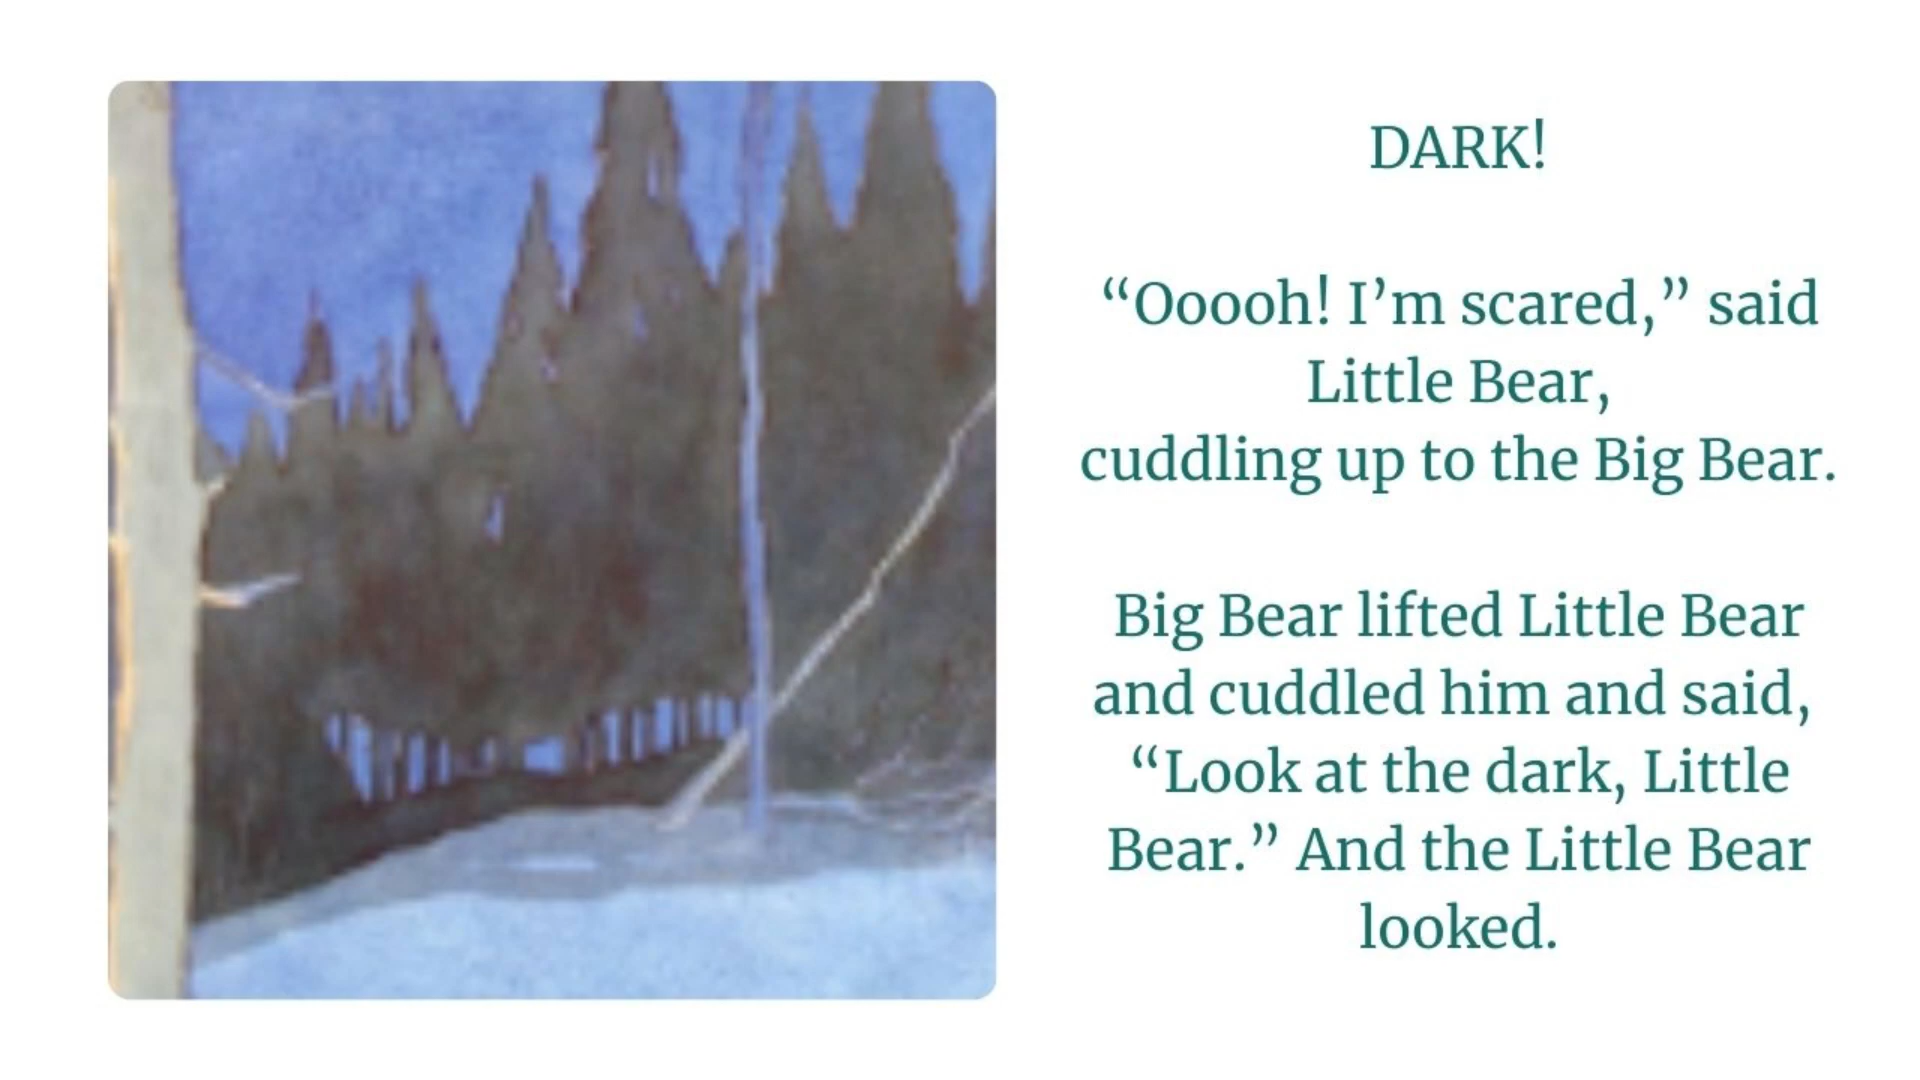 DARK!
“Ooooh! I’m scared,” said
Little Bear,
cuddling up to the Big Bear.
Big Bear lifted Little Bear
and cuddled him and said,
“Look at the dark, Little
Bear.” And the Little Bear
looked.